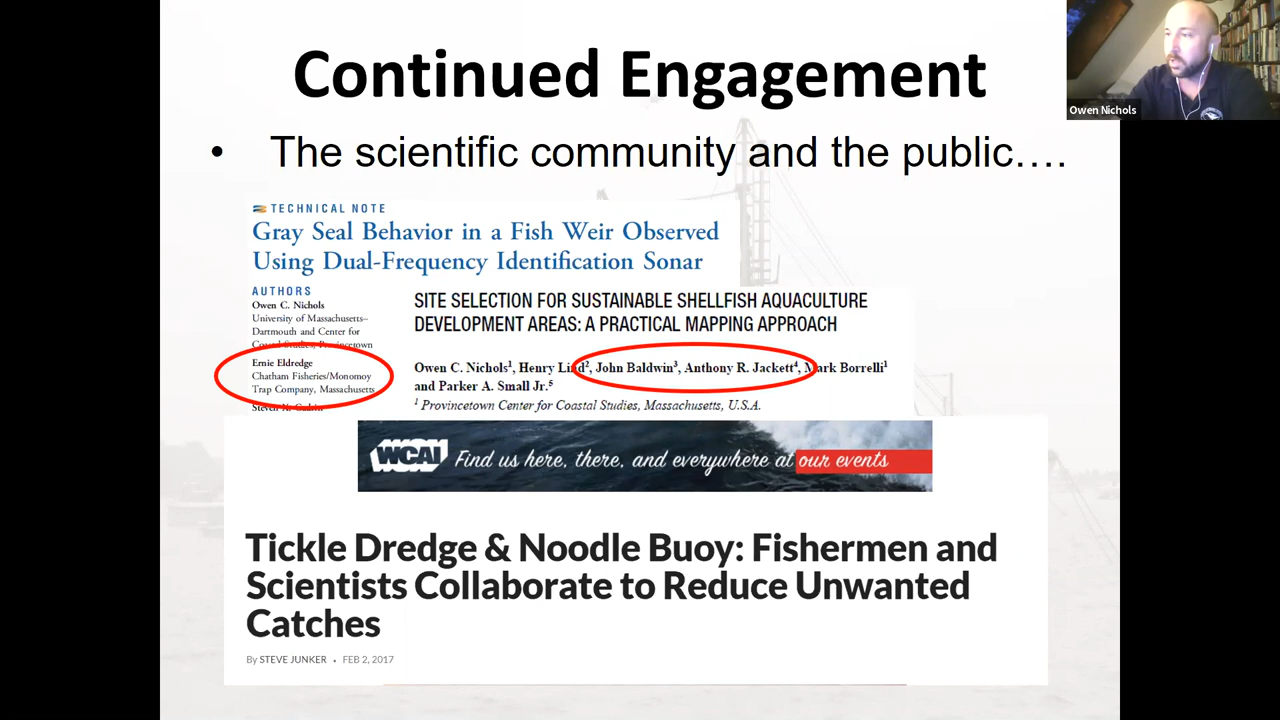 Continued Engagement
Owen Nichols
• The scientific community and the public….
TECHNICAL NOTE
Gray Seal Behavior in a Fish Weir Observed
Using Dual-Frequency Identification Sonar
AUTHORS
Owen C. Nichols
University of Massachusetts–
Dartmouth and Center for
Coastal Studies, Provincetown
Ernie Eldredge
Chatham Fisheries/Monomoy
Trap Company, Massachusetts
SITE SELECTION FOR SUSTAINABLE SHELLFISH AQUACULTURE
DEVELOPMENT AREAS: A PRACTICAL MAPPING APPROACH
Owen C. Nichols¹, Henry Lind², John Baldwin³, Anthony R. Jackett⁴, Mark Borrelli¹
and Parker A. Small Jr.⁵
¹ Provincetown Center for Coastal Studies, Massachusetts, U.S.A.
WCAI Find us here, there, and everywhere at our events
Tickle Dredge & Noodle Buoy: Fishermen and
Scientists Collaborate to Reduce Unwanted
Catches
By STEVE JUNKER • FEB 2, 2017